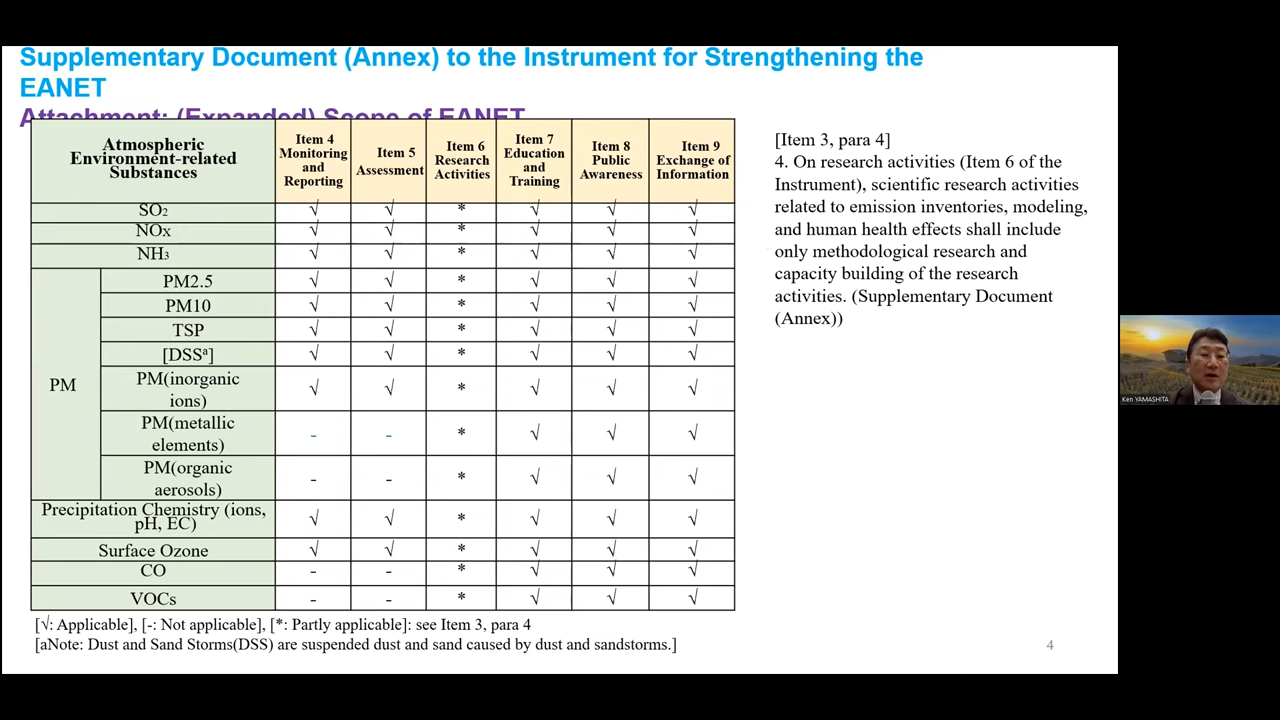 Supplementary Document (Annex) to the Instrument for Strengthening the
EANET
Attachment: (Expanded) Scope of EANET
Atmospheric
Environment-related
Substances
Item 4
Monitoring
and
Reporting
Item 5
Assessment
Item 6
Research
Activities
Item 7
Education
and
Training
Item 8
Public
Awareness
Item 9
Exchange of
Information
SO₂ √ √ * √ √ √
NOx √ √ * √ √ √
NH₃ √ √ * √ √ √
PM
PM2.5 √ √ * √ √ √
PM10 √ √ * √ √ √
TSP √ √ * √ √ √
[DSSᵃ] √ √ * √ √ √
PM(inorganic
ions) √ √ * √ √ √
PM(metallic
elements) - - * √ √ √
PM(organic
aerosols) - - * √ √ √
Precipitation Chemistry (ions,
pH, EC) √ √ * √ √ √
Surface Ozone √ √ * √ √ √
CO - - * √ √ √
VOCs - - * √ √ √
[√: Applicable], [-: Not applicable], [*: Partly applicable]: see Item 3, para 4
[aNote: Dust and Sand Storms(DSS) are suspended dust and sand caused by dust and sandstorms.]
[Item 3, para 4]
4. On research activities (Item 6 of the
Instrument), scientific research activities
related to emission inventories, modeling,
and human health effects shall include
only methodological research and
capacity building of the research
activities. (Supplementary Document
(Annex))
4
Ken YAMASHITA